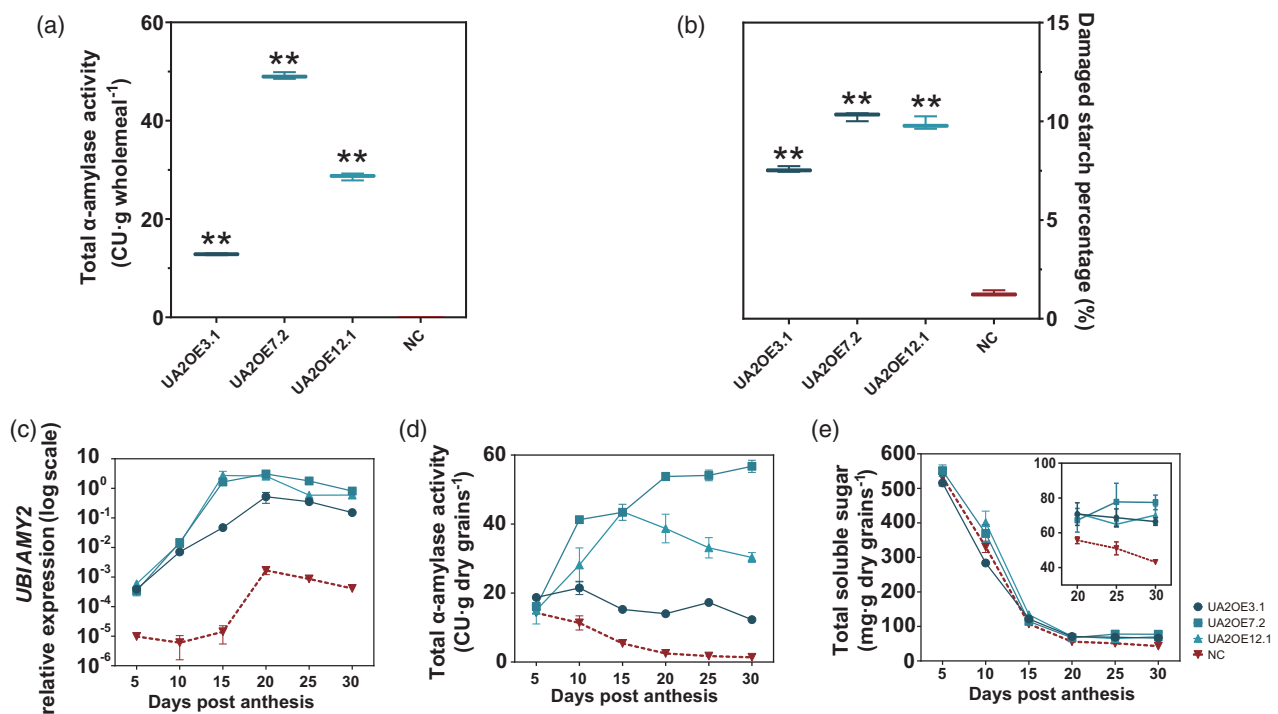 (a)
Total α-amylase activity
(CU·g wholemeal⁻¹)
60
40
20
0
**
**
**
UA2OE3.1
UA2OE7.2
UA2OE12.1
NC
(b)
Damaged starch percentage (%)
15
10
5
0
**
**
**
UA2OE3.1
UA2OE7.2
UA2OE12.1
NC
(c)
UBI AMY2
relative expression (log scale)
10
10⁰
10⁻¹
10⁻²
10⁻³
10⁻⁴
10⁻⁵
10⁻⁶
5 10 15 20 25 30
Days post anthesis
(d)
Total α-amylase activity
(CU·g dry grains⁻¹)
60
40
20
0
5 10 15 20 25 30
Days post anthesis
(e)
Total soluble sugar
(mg·g dry grains⁻¹)
600
500
400
300
200
100
0
5 10 15 20 25 30
Days post anthesis
100
80
60
40
20 25 30
UA2OE3.1
UA2OE7.2
UA2OE12.1
NC